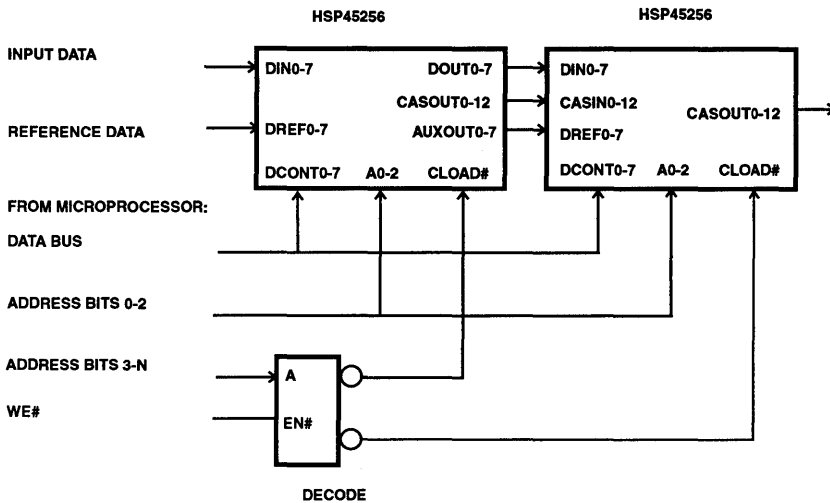 HSP45256
HSP45256
INPUT DATA
DIN0-7
DOUT0-7
DIN0-7
CASOUT0-12
CASIN0-12
CASOUT0-12
REFERENCE DATA
DREF0-7
AUXOUT0-7
DREF0-7
DCONT0-7
A0-2
CLOAD#
DCONT0-7
A0-2
CLOAD#
FROM MICROPROCESSOR:
DATA BUS
ADDRESS BITS 0-2
ADDRESS BITS 3-N
A
WE#
EN#
DECODE